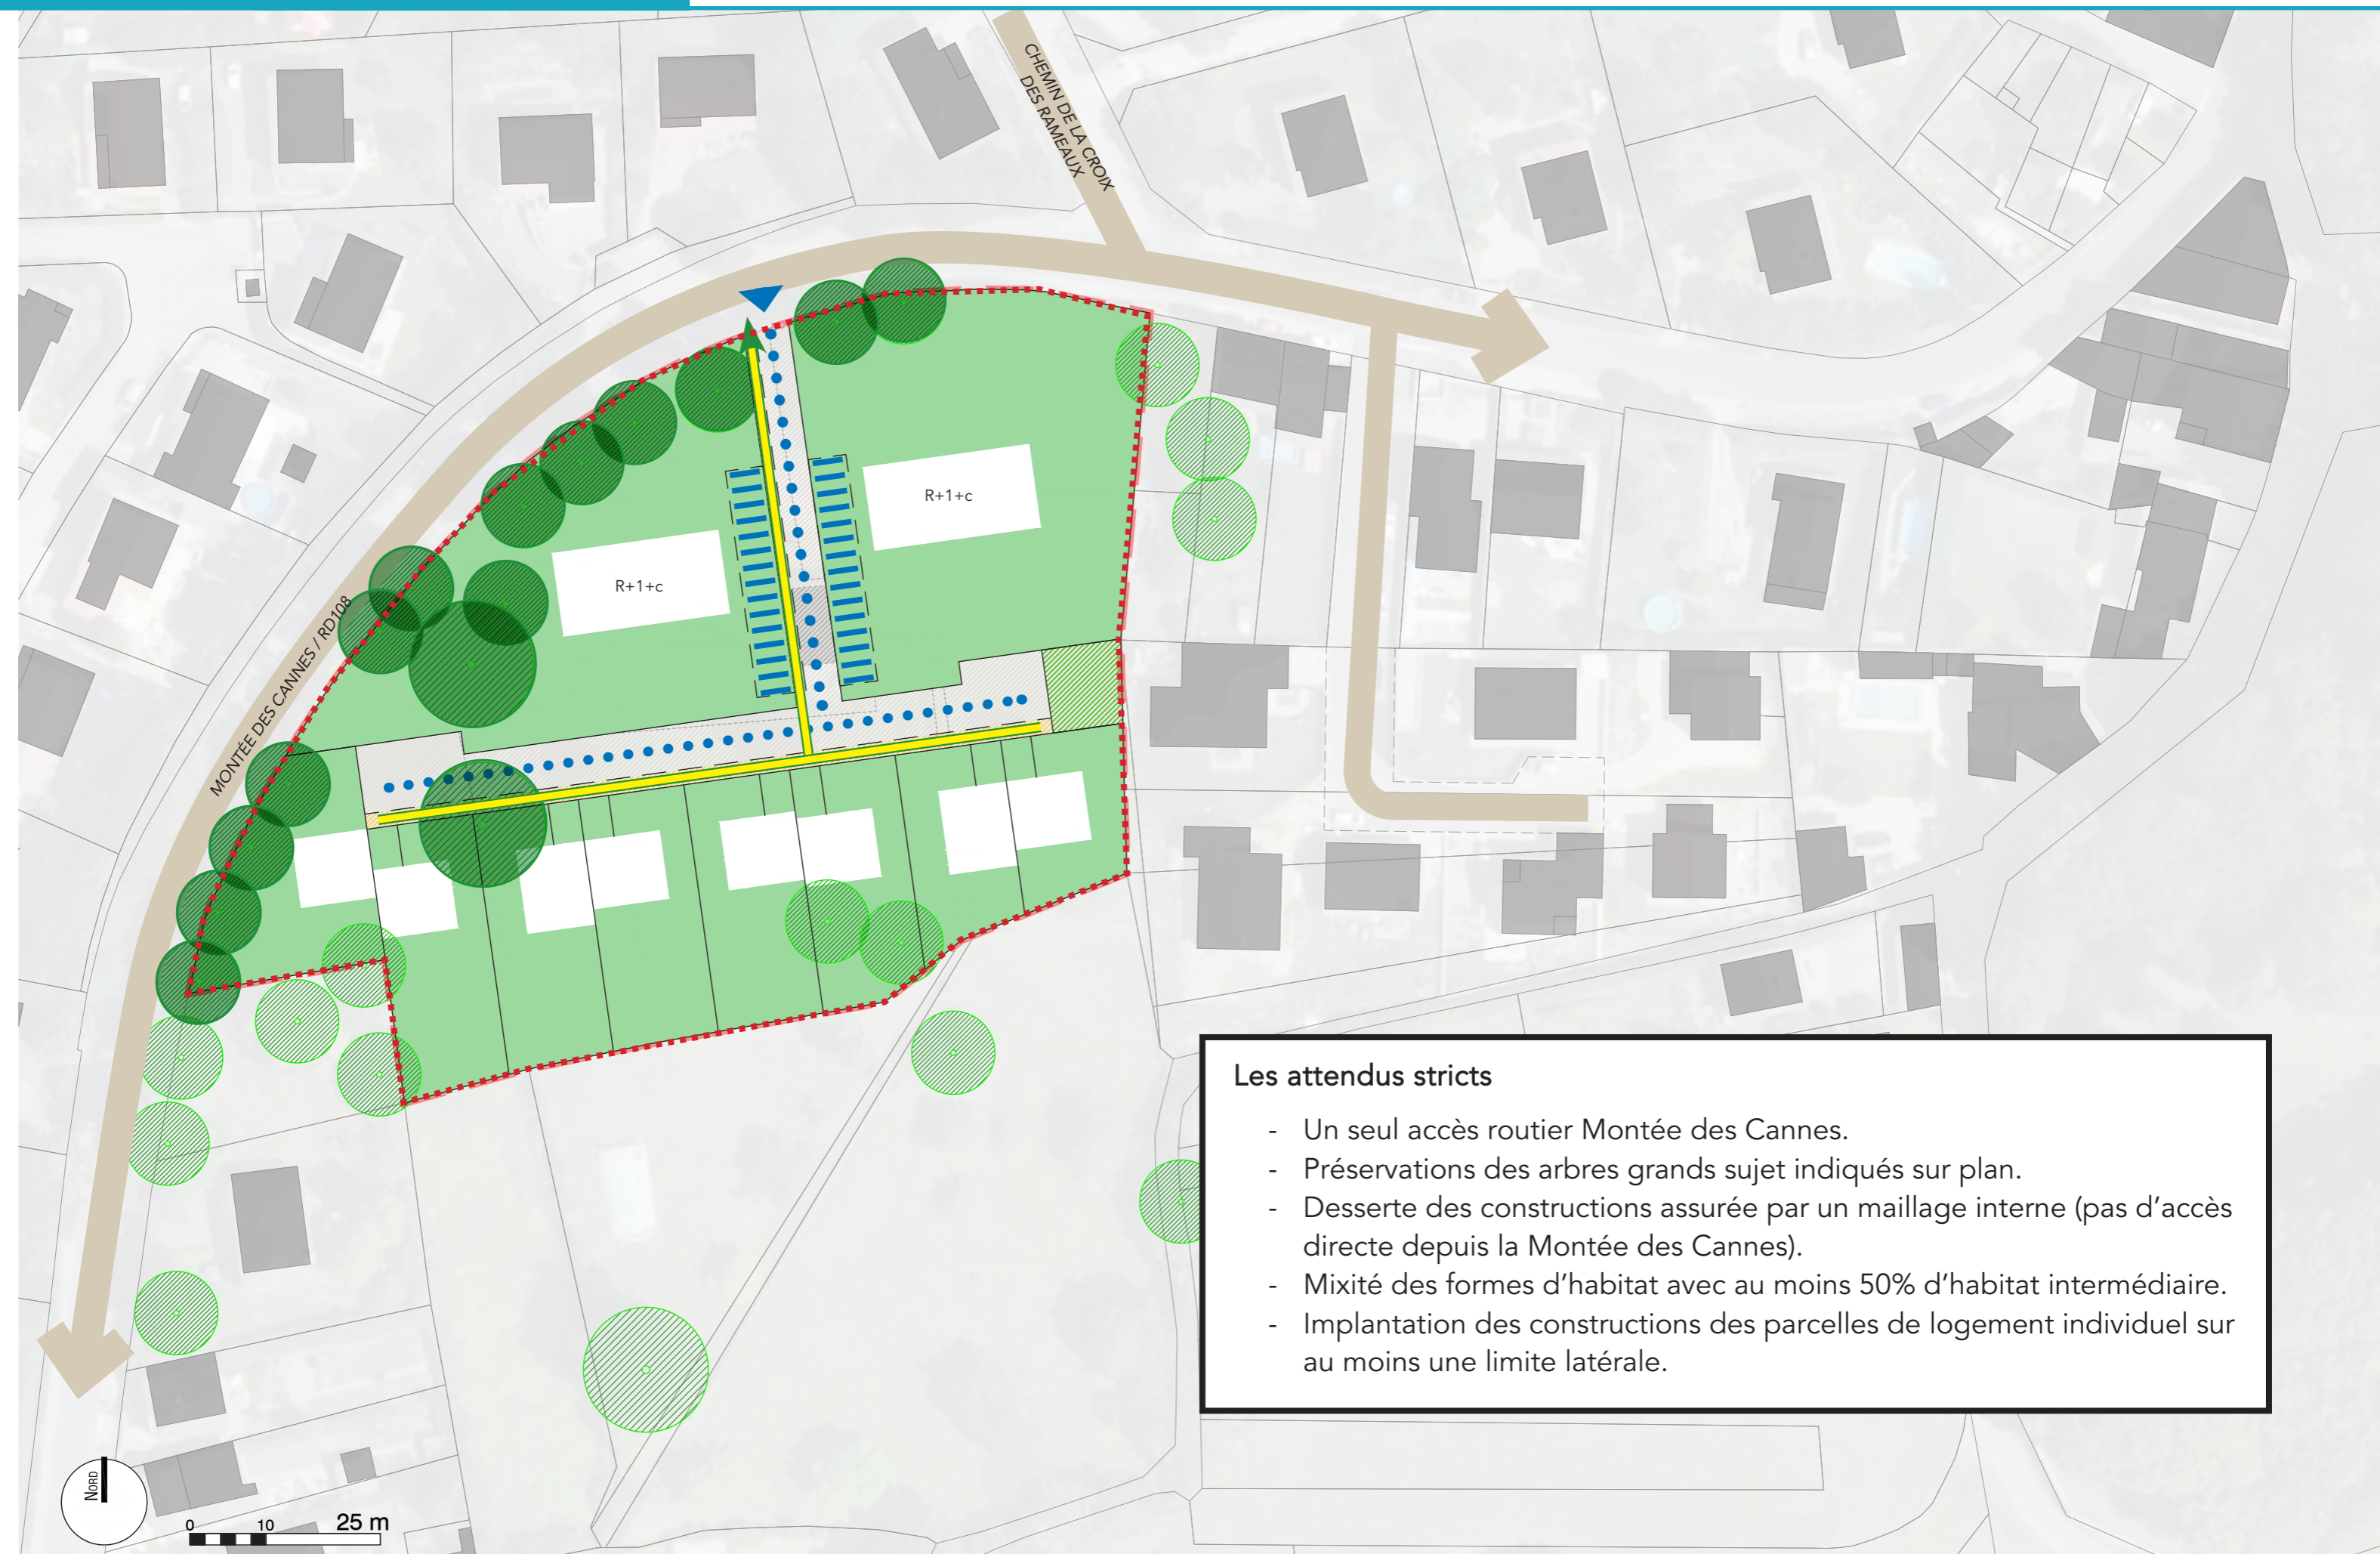 CHEMIN DE LA CROIX
DES RAMEAUX
R+1+c
R+1+c
MONTÉE DES CANNES / RD108
Les attendus stricts
- Un seul accès routier Montée des Cannes.
- Préservations des arbres grands sujet indiqués sur plan.
- Desserte des constructions assurée par un maillage interne (pas d'accès
directe depuis la Montée des Cannes).
- Mixité des formes d'habitat avec au moins 50% d'habitat intermédiaire.
- Implantation des constructions des parcelles de logement individuel sur
au moins une limite latérale.
NORD
0 10 25 m